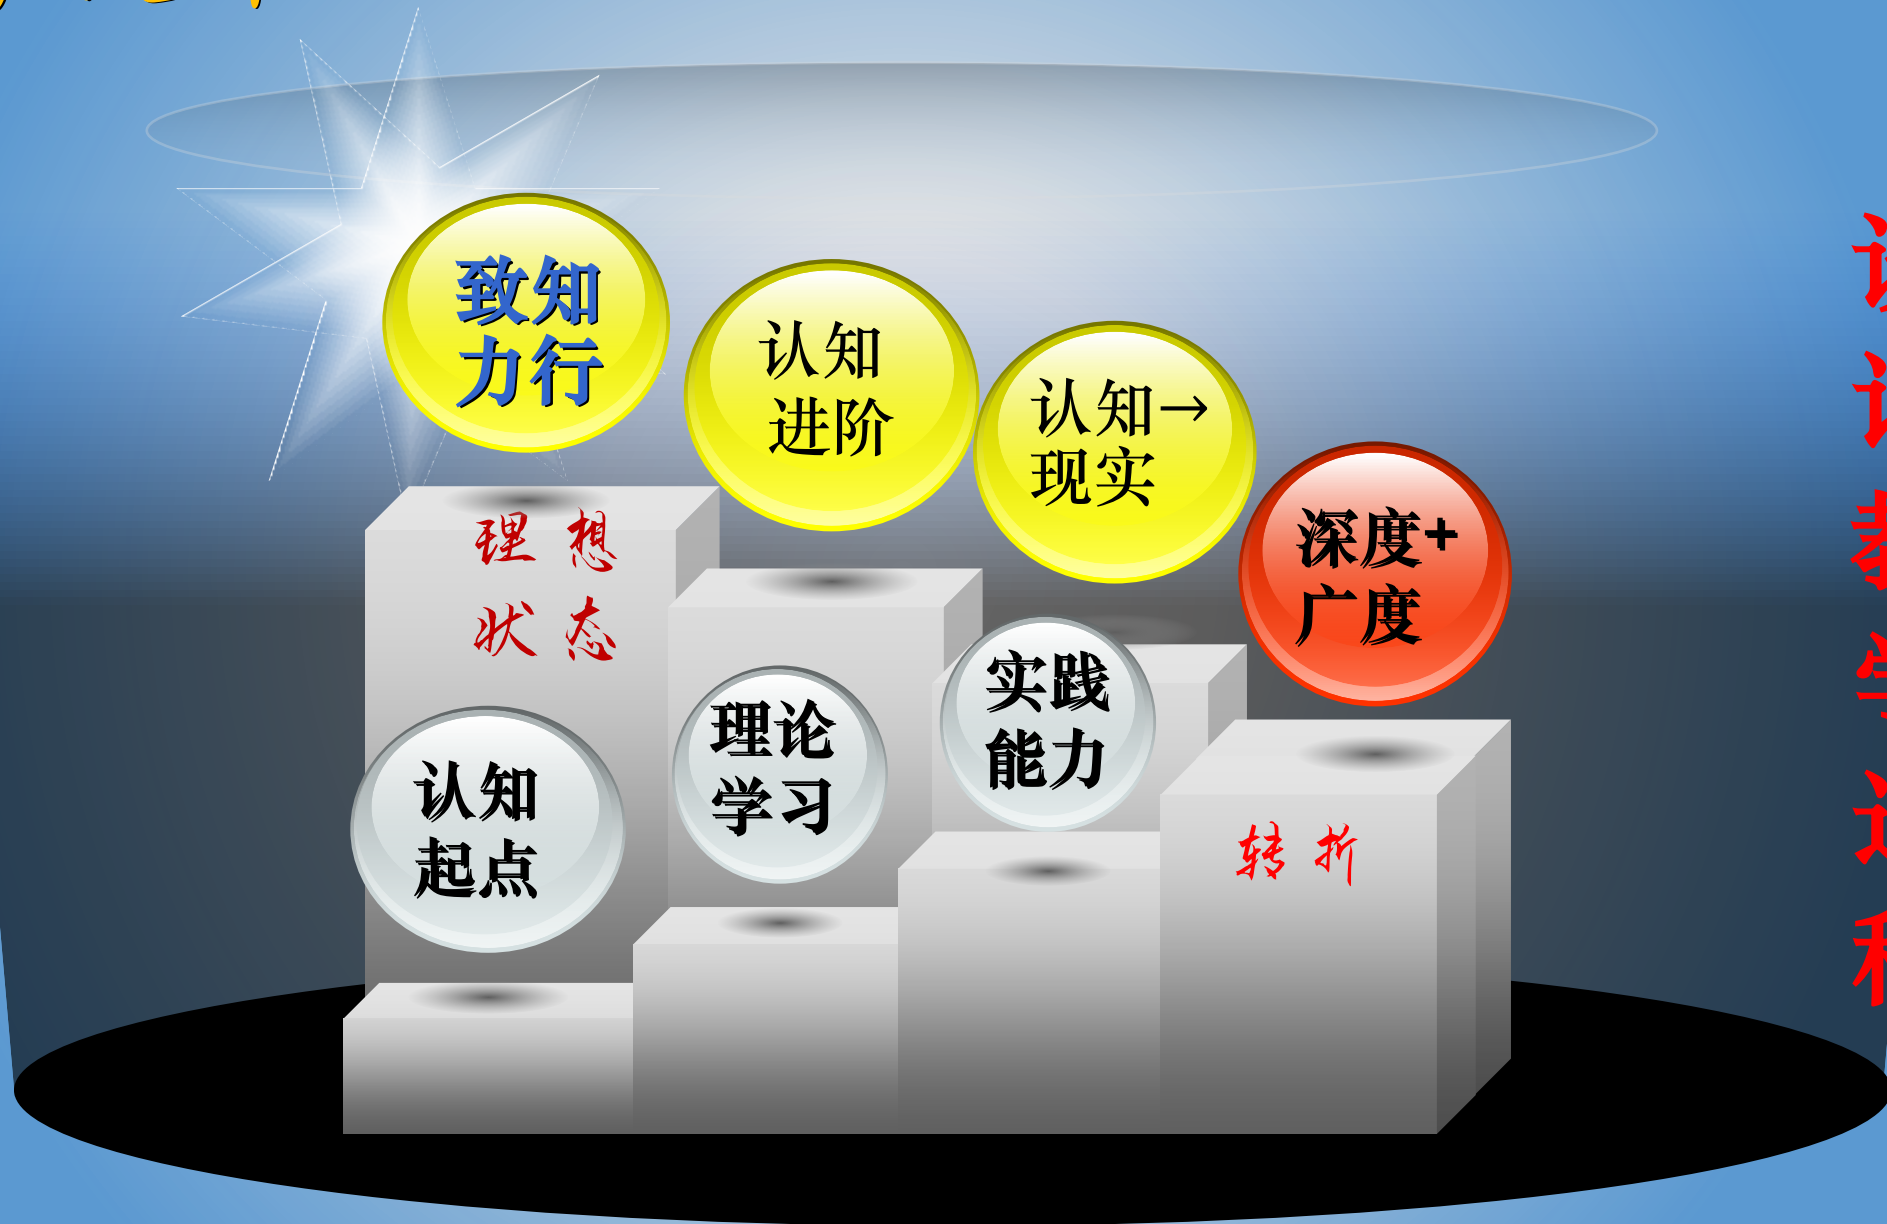 致知
力行
认知
进阶
认知→
现实
深度+
广度
理想
状态
实践
能力
理论
学习
认知
起点
转折